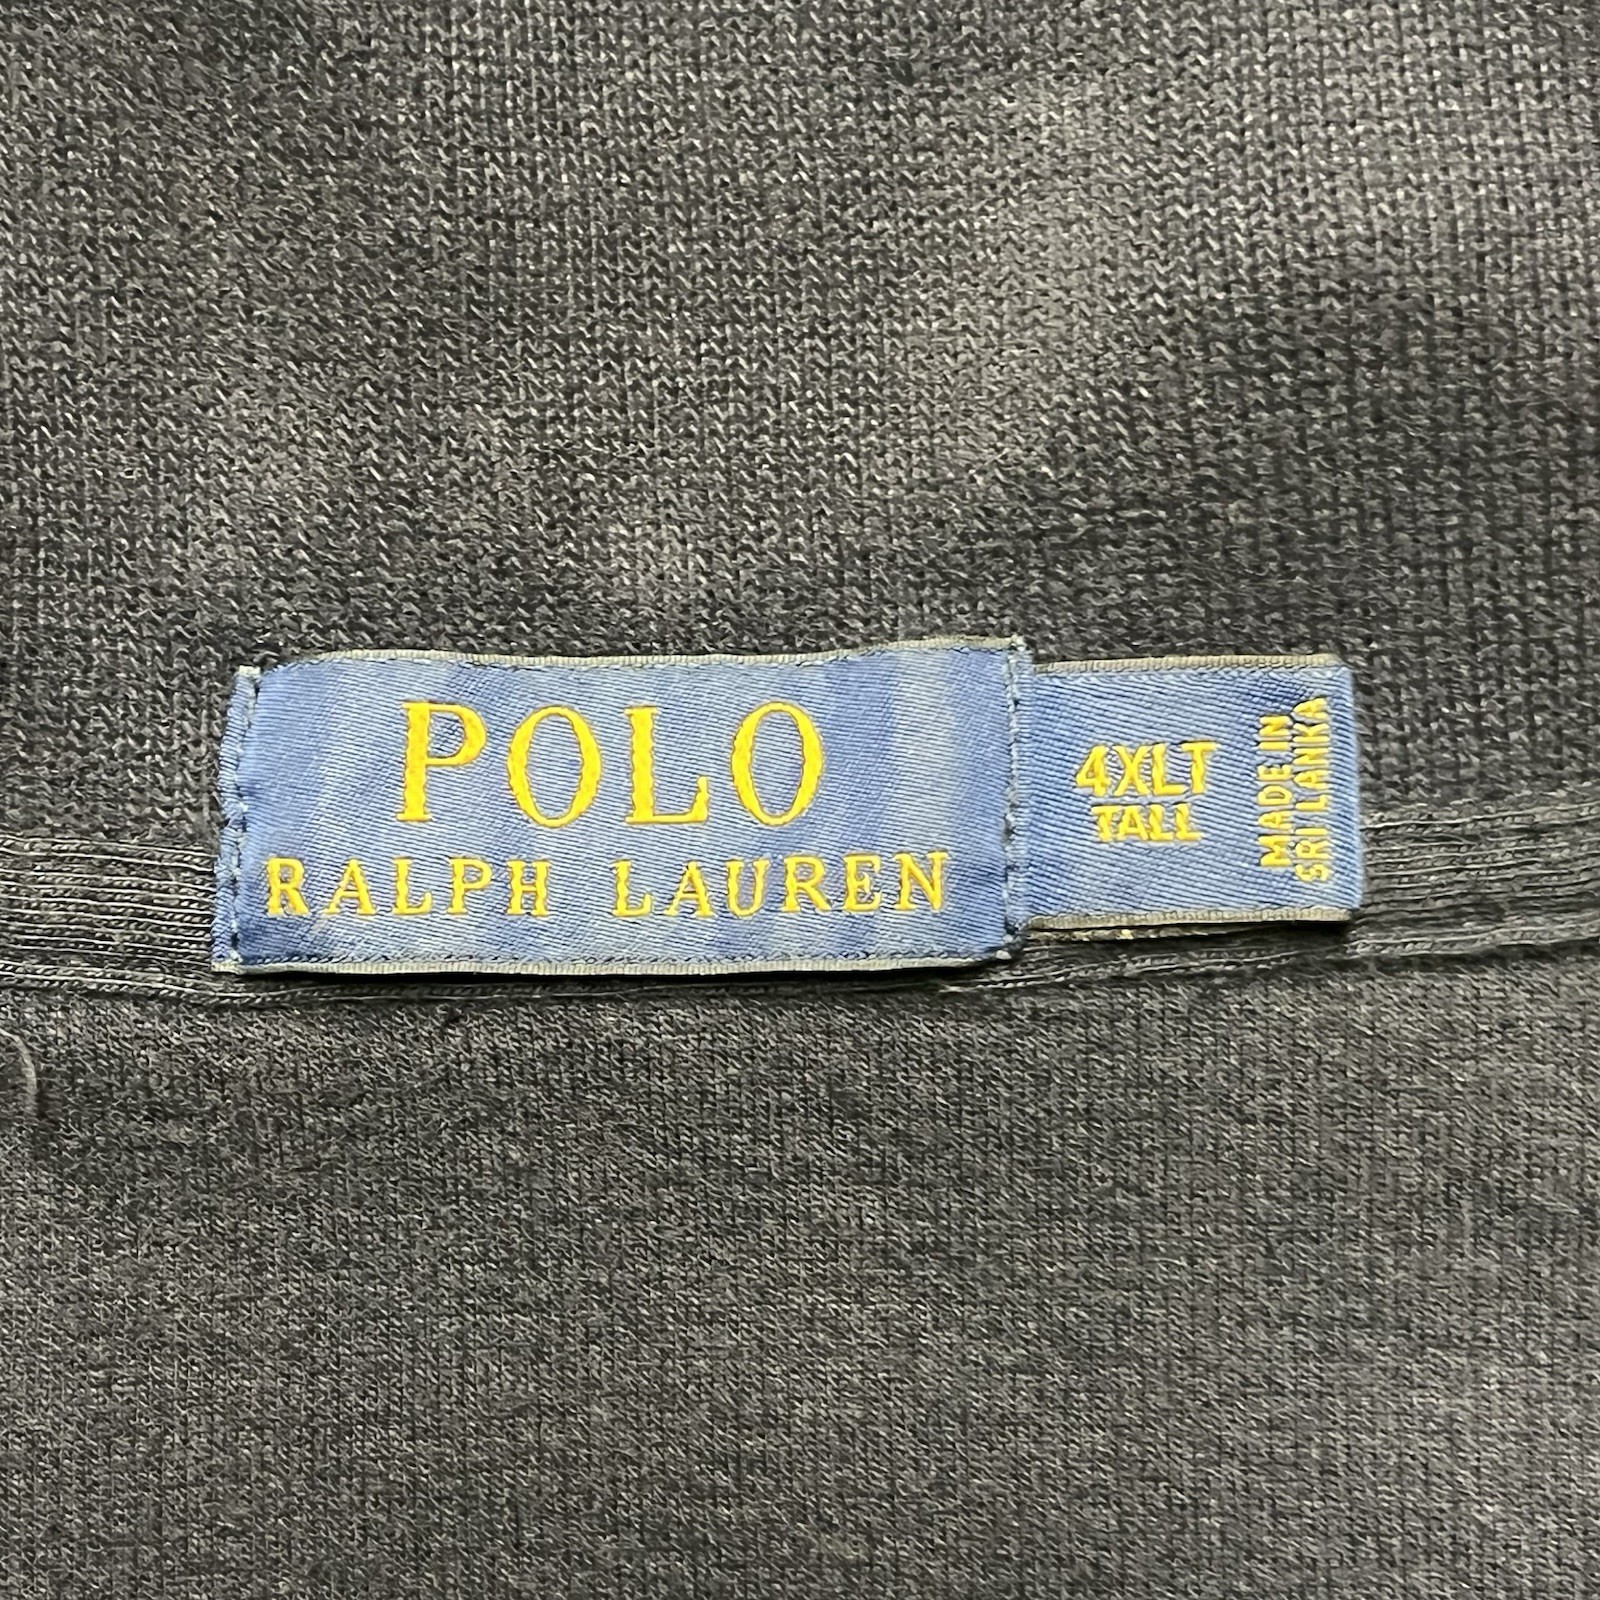 POLO
RALPH LAUREN
4XLT
TALL
MADE IN
SRI LANKA